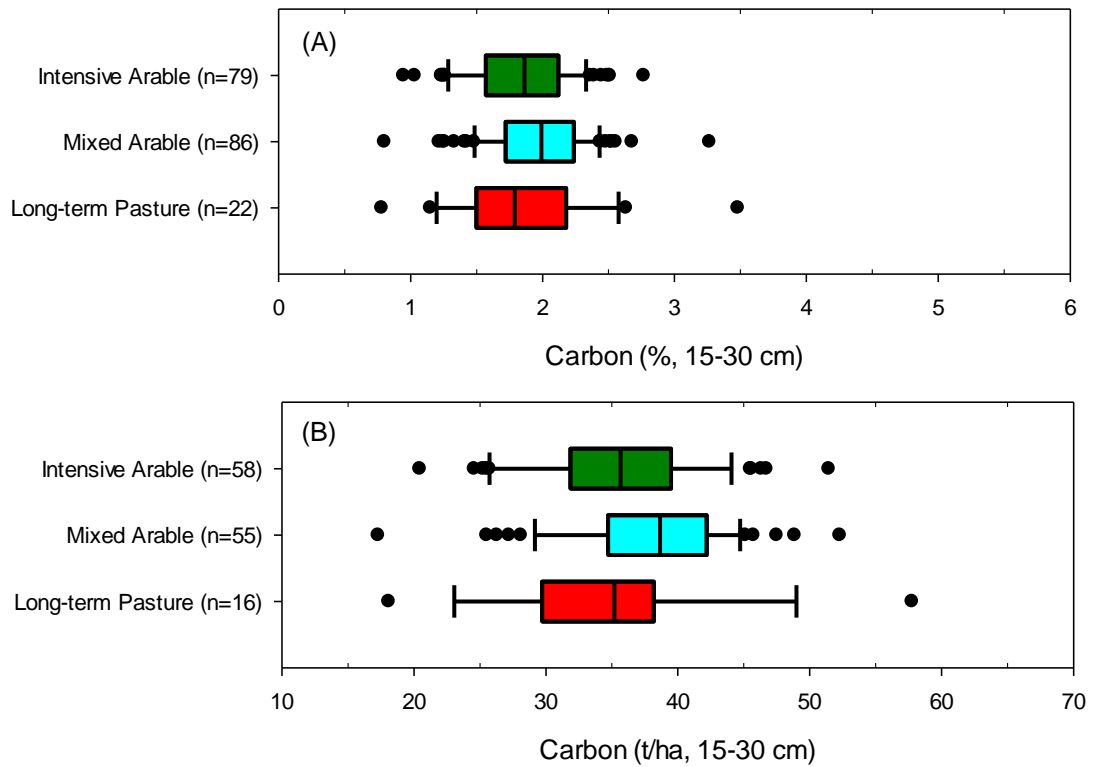 (A)
Intensive Arable (n=79)
Mixed Arable (n=86)
Long-term Pasture (n=22)
0 1 2 3 4 5 6
Carbon (%, 15-30 cm)
(B)
Intensive Arable (n=58)
Mixed Arable (n=55)
Long-term Pasture (n=16)
10 20 30 40 50 60 70
Carbon (t/ha, 15-30 cm)